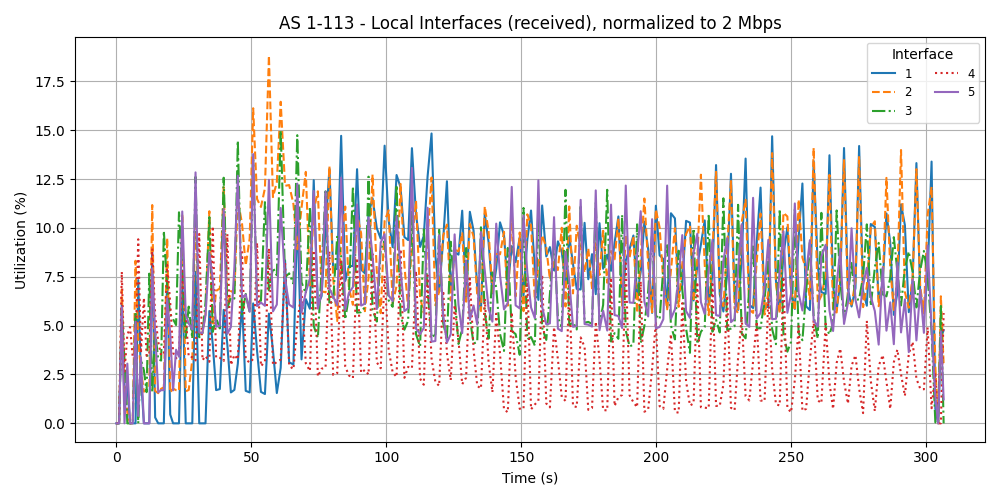 AS 1-113 - Local Interfaces (received), normalized to 2 Mbps
Utilization (%)
17.5
15.0
12.5
10.0
7.5
5.0
2.5
0.0
Interface
1 4
2 5
3
0 50 100 150 200 250 300
Time (s)